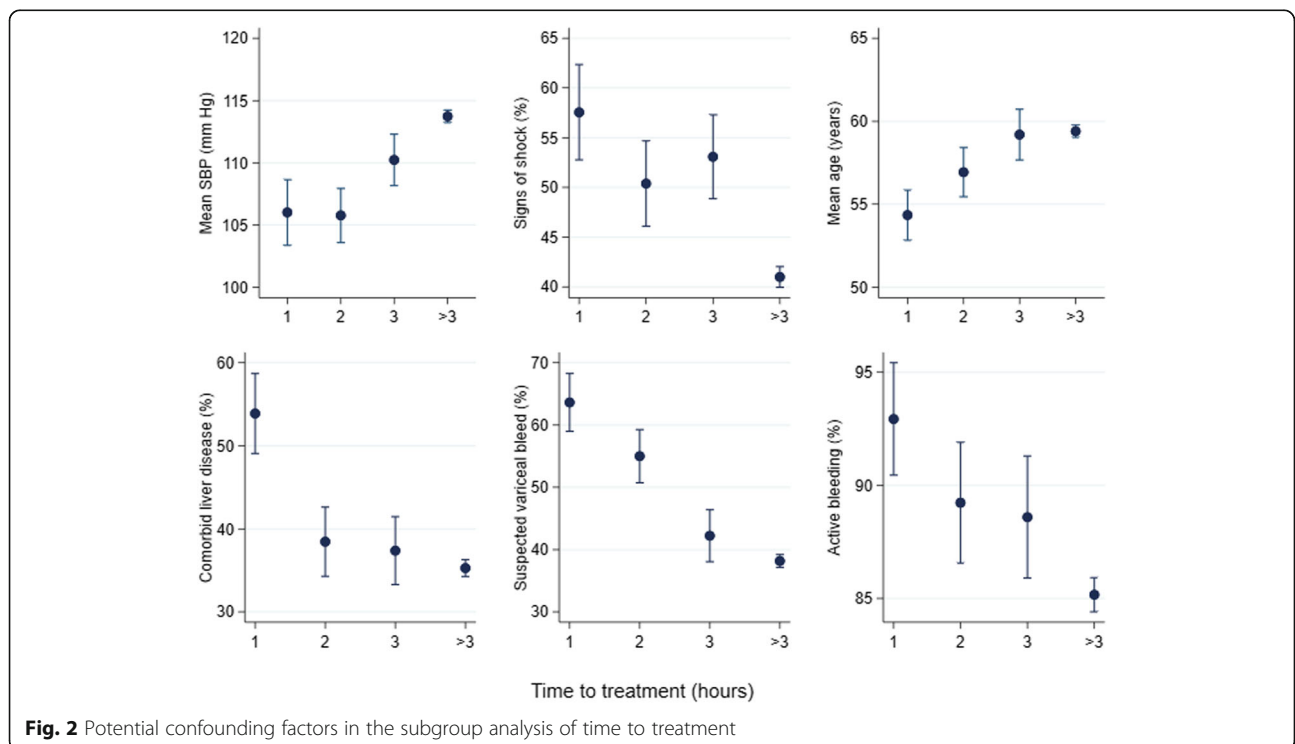 120
115
110
105
100
Mean SBP (mm Hg)
1 2 3 >3
65
60
55
50
45
40
Signs of shock (%)
1 2 3 >3
65
60
55
50
Mean age (years)
1 2 3 >3
60
50
40
30
Comorbid liver disease (%)
1 2 3 >3
70
60
50
40
30
Suspected variceal bleed (%)
1 2 3 >3
95
90
85
Active bleeding (%)
1 2 3 >3
Time to treatment (hours)
Fig. 2 Potential confounding factors in the subgroup analysis of time to treatment